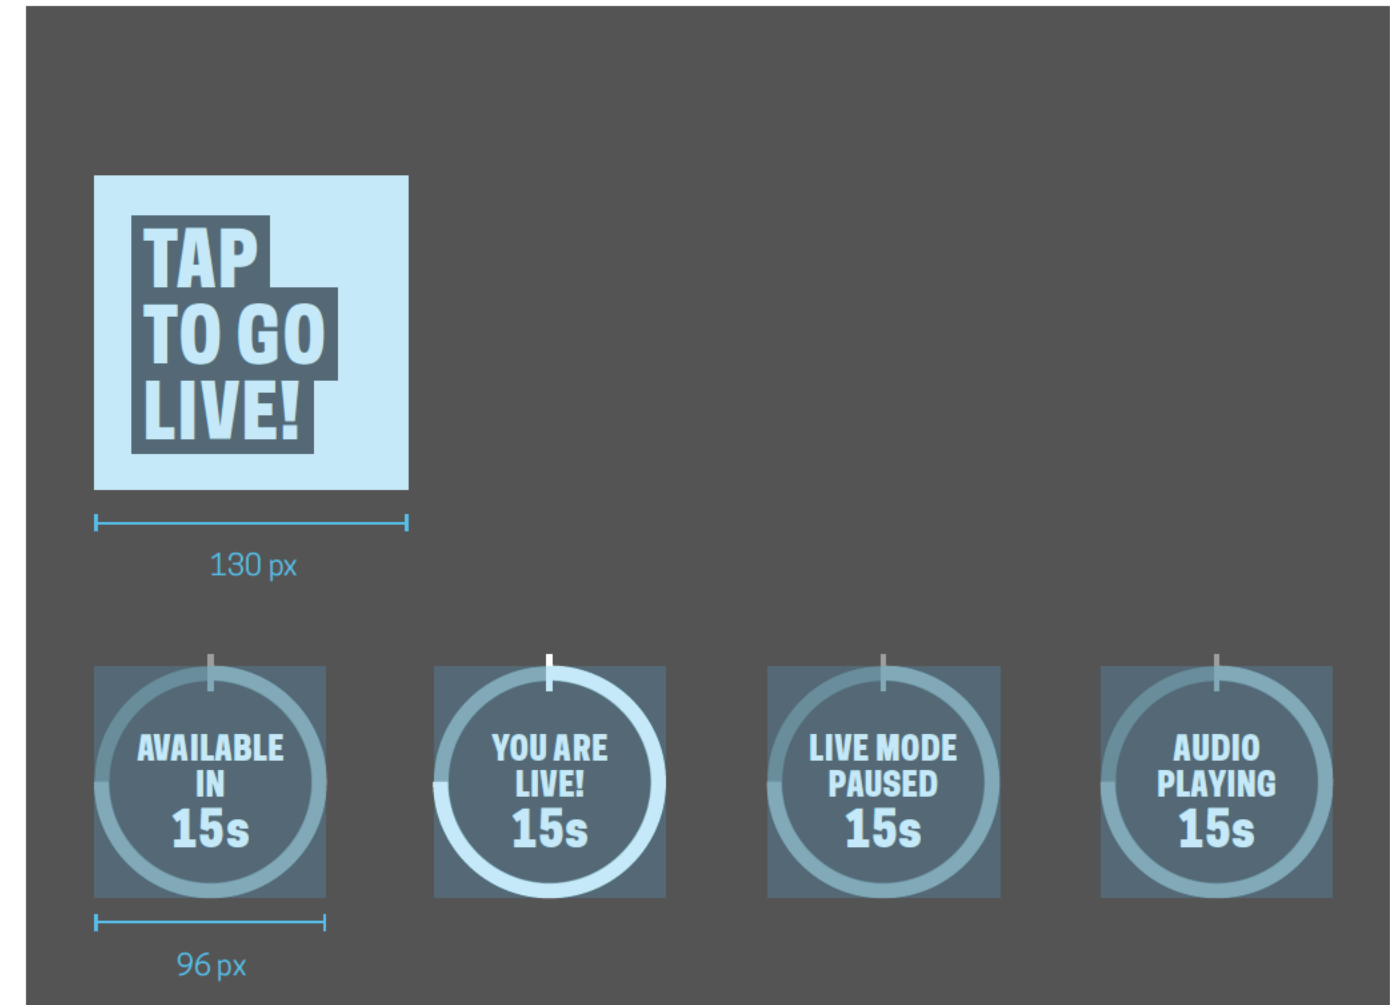 TAP
TO GO
LIVE!
130 px
AVAILABLE
IN
15s
YOU ARE
LIVE!
15s
LIVE MODE
PAUSED
15s
AUDIO
PLAYING
15s
96 px